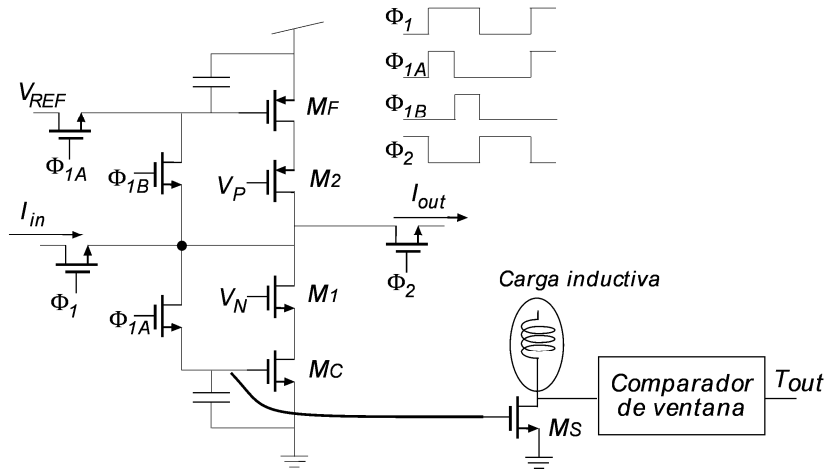 Φ1
Φ1A
Φ1B
Φ2
VREF
MF
Φ1A
Φ1B
VP
M2
Iin
Iout
Φ1
Φ2
VN
M1
Φ1A
MC
Carga inductiva
MS
Comparador
de ventana
Tout